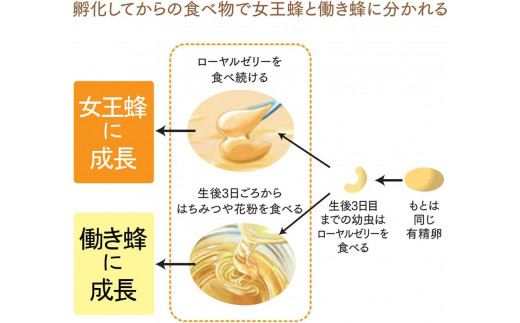 孵化してからの食べ物で女王蜂と働き蜂に分かれる
ローヤルゼリーを
食べ続ける
女王蜂
に
成長
生後3日ごろから
はちみつや花粉を食べる
働き蜂
に
成長
生後3日目
までの幼虫は
ローヤルゼリーを
食べる
もとは
同じ
有精卵